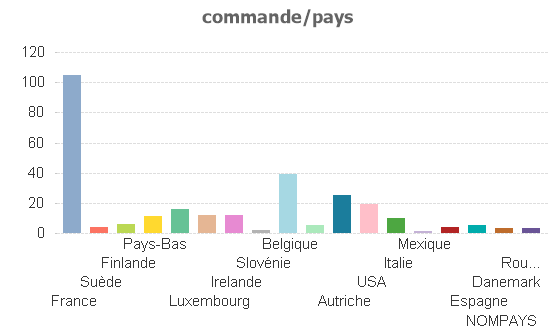 commande/pays
120
100
80
60
40
20
0
Pays-Bas Belgique Mexique
Finlande Slovénie Italie Rou...
Suède Irelande USA Danemark
France Luxembourg Autriche Espagne
NOMPAYS